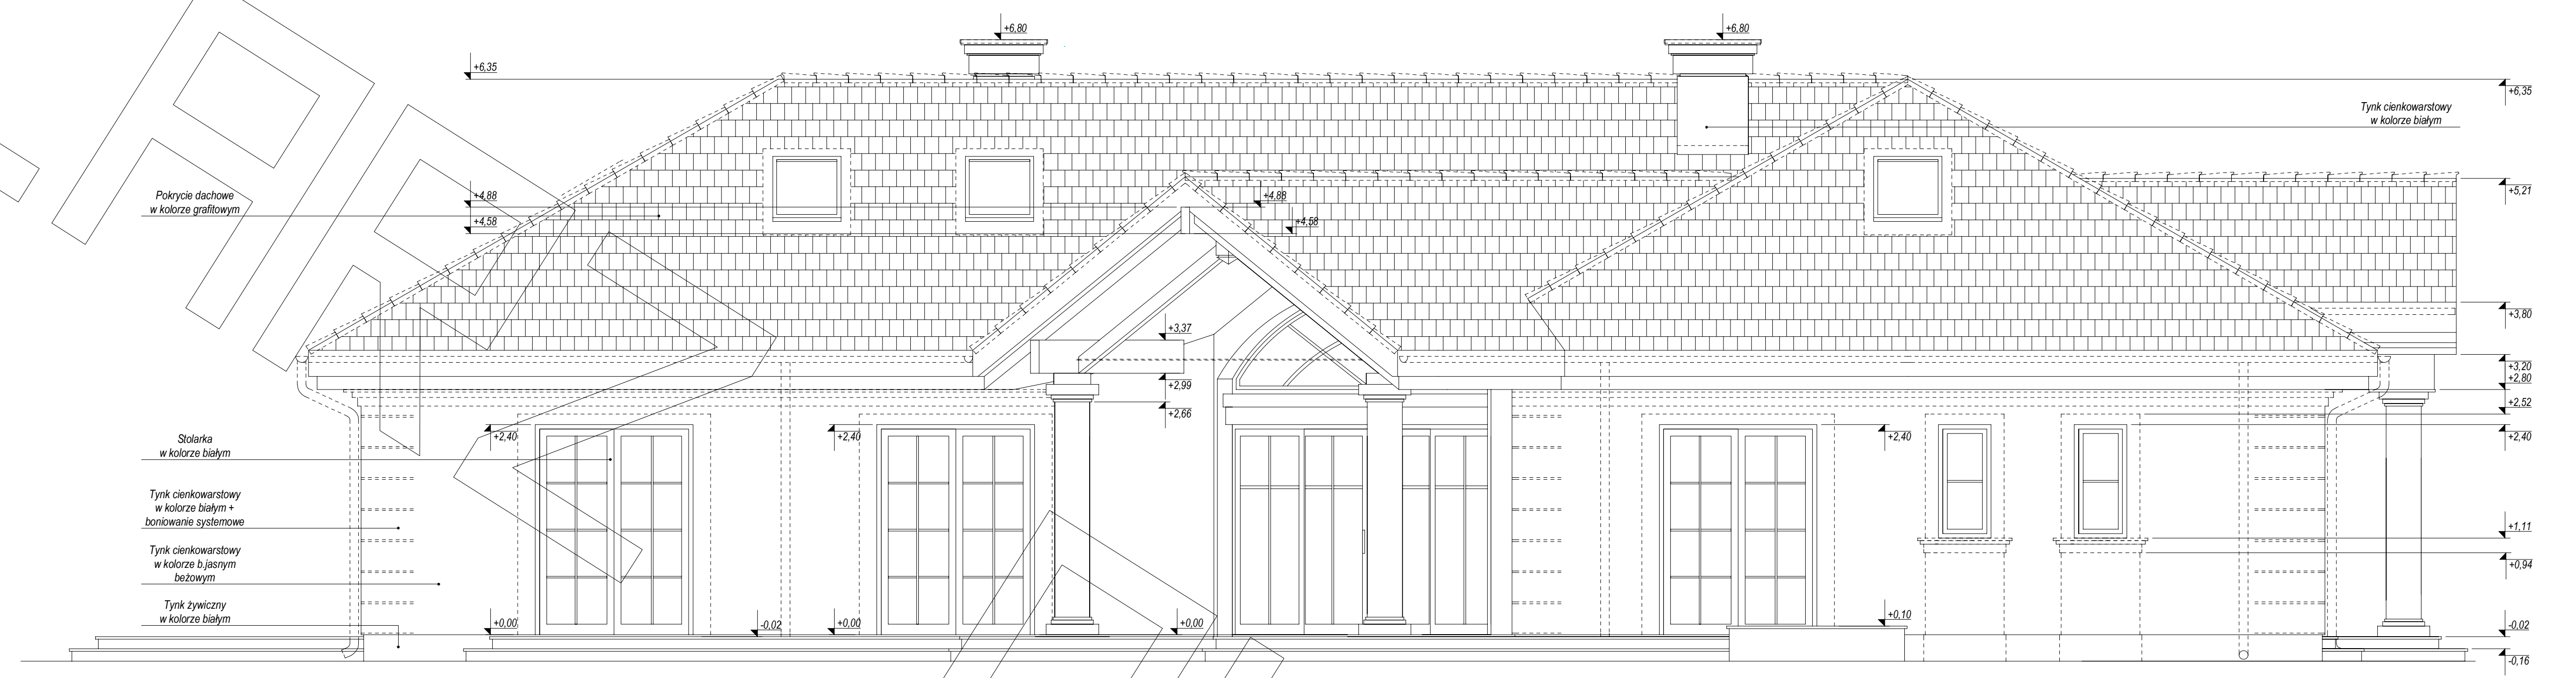 +6,80
+6,80
+6,35
+6,35
Tynk cienkowarstowy
w kolorze białym
Pokrycie dachowe
w kolorze grafitowym
+4,88
+4,58
+4,88
+4,58
+5,21
+3,80
+3,37
+2,99
+2,66
+3,20
+2,80
+2,52
+2,40
+2,40
+2,40
+2,40
Stolarka
w kolorze białym
Tynk cienkowarstowy
w kolorze białym +
boniowanie systemowe
+1,11
+0,94
Tynk cienkowarstowy
w kolorze b.jasnym
beżowym
Tynk żywiczny
w kolorze białym
+0,00
-0,02
+0,00
+0,00
+0,10
-0,02
-0,16